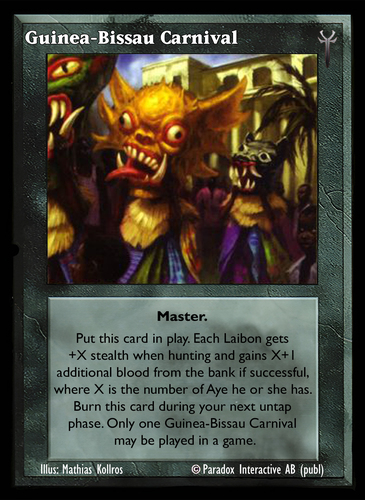 Guinea-Bissau Carnival
Master.
Put this card in play. Each Laibon gets
+X stealth when hunting and gains X+1
additional blood from the bank if successful,
where X is the number of Aye he or she has.
Burn this card during your next untap
phase. Only one Guinea-Bissau Carnival
may be played in a game.
Illus: Mathias Kollros
© Paradox Interactive AB (publ)